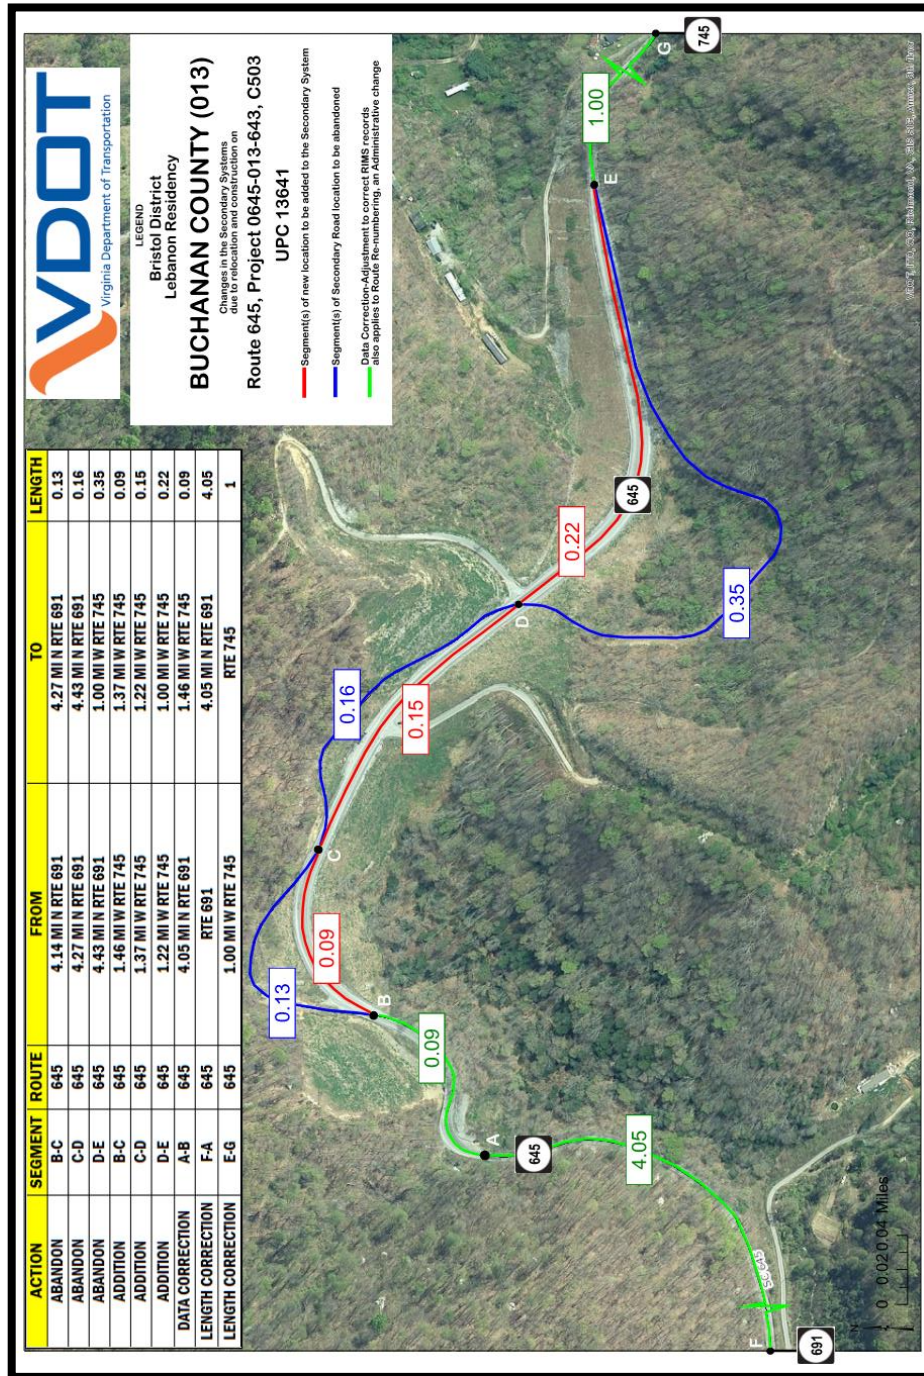 ACTION SEGMENT ROUTE FROM TO LENGTH
ABANDON B-C 645 4.14 MI N RTE 691 4.27 MI N RTE 691 0.13
ABANDON C-D 645 4.27 MI N RTE 691 4.43 MI N RTE 691 0.16
ABANDON D-E 645 4.43 MI N RTE 691 1.00 MI W RTE 745 0.35
ADDITION B-C 645 1.46 MI W RTE 745 1.37 MI W RTE 745 0.09
ADDITION C-D 645 1.37 MI W RTE 745 1.22 MI W RTE 745 0.15
ADDITION D-E 645 1.22 MI W RTE 745 1.00 MI W RTE 745 0.22
DATA CORRECTION A-B 645 4.05 MI N RTE 691 1.46 MI W RTE 745 0.09
LENGTH CORRECTION F-A 645 RTE 691 4.05 MI N RTE 691 4.05
LENGTH CORRECTION E-G 645 1.00 MI W RTE 745 RTE 745 1
VDOT
Virginia Department of Transportation
LEGEND
Bristol District
Lebanon Residency
BUCHANAN COUNTY (013)
Changes in the Secondary Systems
due to relocation and construction on
Route 645, Project 0645-013-643, C503
UPC 13641
Segment(s) of new location to be added to the Secondary System
Segment(s) of Secondary Road location to be abandoned
Data Correction-Adjustment to correct RIMS records
also applies to Route Re-numbering, an Administrative change
0.13
0.09
B
C
0.16
0.15
0.09
A
645
4.05
D
0.22
645
0.35
E
1.00
G
745
F
SC-645
691
N
0 0.02 0.04 Miles